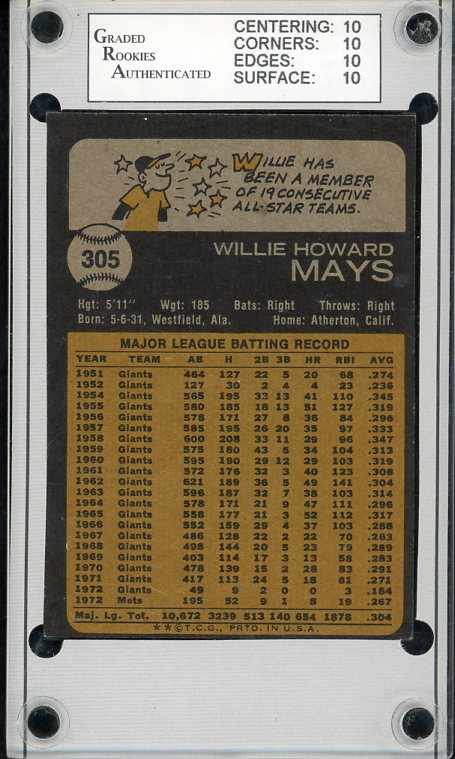 GRADED
ROOKIES
AUTHENTICATED
CENTERING: 10
CORNERS: 10
EDGES: 10
SURFACE: 10
WILLIE HAS
BEEN A MEMBER
OF 19 CONSECUTIVE
ALL-STAR TEAMS.
305
WILLIE HOWARD
MAYS
Hgt: 5'11" Wgt: 185 Bats: Right Throws: Right
Born: 5-6-31, Westfield, Ala. Home: Atherton, Calif.
MAJOR LEAGUE BATTING RECORD
YEAR TEAM AB H 2B 3B HR RBI AVG
1951 Giants 464 127 22 5 20 68 .274
1952 Giants 127 30 2 4 4 23 .236
1954 Giants 565 195 33 13 41 110 .345
1955 Giants 580 185 18 13 51 127 .319
1956 Giants 578 171 27 8 36 84 .296
1957 Giants 585 195 26 20 35 97 .333
1958 Giants 600 208 33 11 29 96 .347
1959 Giants 575 180 43 5 34 104 .313
1960 Giants 595 190 29 12 29 103 .319
1961 Giants 572 176 32 3 40 123 .308
1962 Giants 621 189 36 5 49 141 .304
1963 Giants 596 187 32 7 38 103 .314
1964 Giants 578 171 21 9 47 111 .296
1965 Giants 558 177 21 3 52 112 .317
1966 Giants 552 159 29 4 37 103 .288
1967 Giants 486 128 22 2 22 70 .263
1968 Giants 498 144 20 5 23 79 .289
1969 Giants 403 114 17 3 13 58 .283
1970 Giants 478 139 15 2 28 83 .291
1971 Giants 417 113 24 5 18 61 .271
1972 Giants 49 9 2 0 0 3 .184
1972 Mets 195 52 9 1 8 19 .267
Maj. Lg. Tot. 10,672 3239 513 140 654 1878 .304
**©T.C.G., PRTD. IN U.S.A.